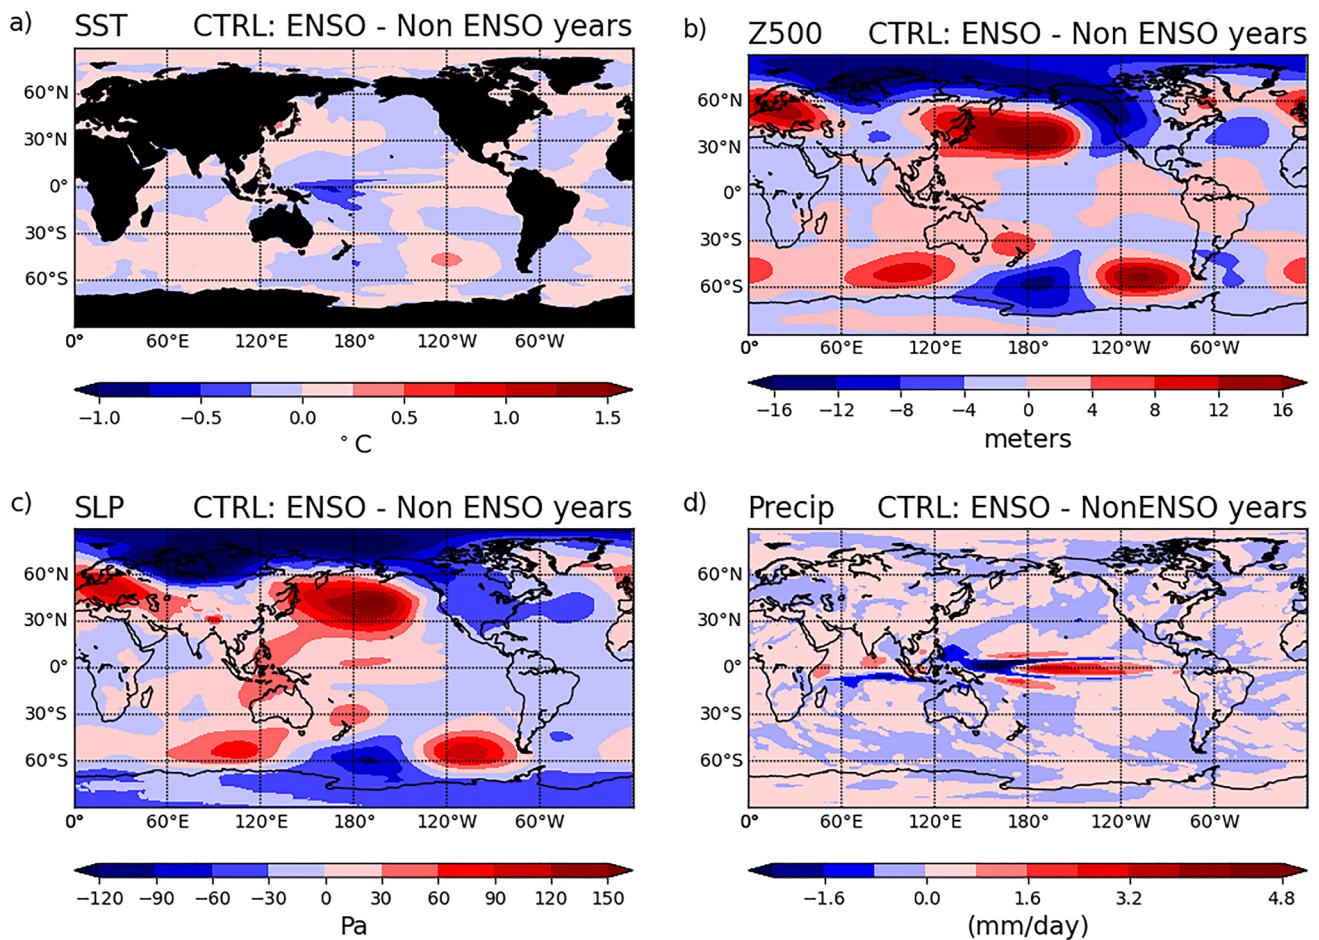 a) SST CTRL: ENSO - Non ENSO years
60°N
30°N
0°
30°S
60°S
0° 60°E 120°E 180° 120°W 60°W
−1.0 −0.5 0.0 0.5 1.0 1.5
°C
b) Z500 CTRL: ENSO - Non ENSO years
60°N
30°N
0°
30°S
60°S
0° 60°E 120°E 180° 120°W 60°W
−16 −12 −8 −4 0 4 8 12 16
meters
c) SLP CTRL: ENSO - Non ENSO years
60°N
30°N
0°
30°S
60°S
0° 60°E 120°E 180° 120°W 60°W
−120 −90 −60 −30 0 30 60 90 120 150
Pa
d) Precip CTRL: ENSO - NonENSO years
60°N
30°N
0°
30°S
60°S
0° 60°E 120°E 180° 120°W 60°W
−1.6 0.0 1.6 3.2 4.8
(mm/day)